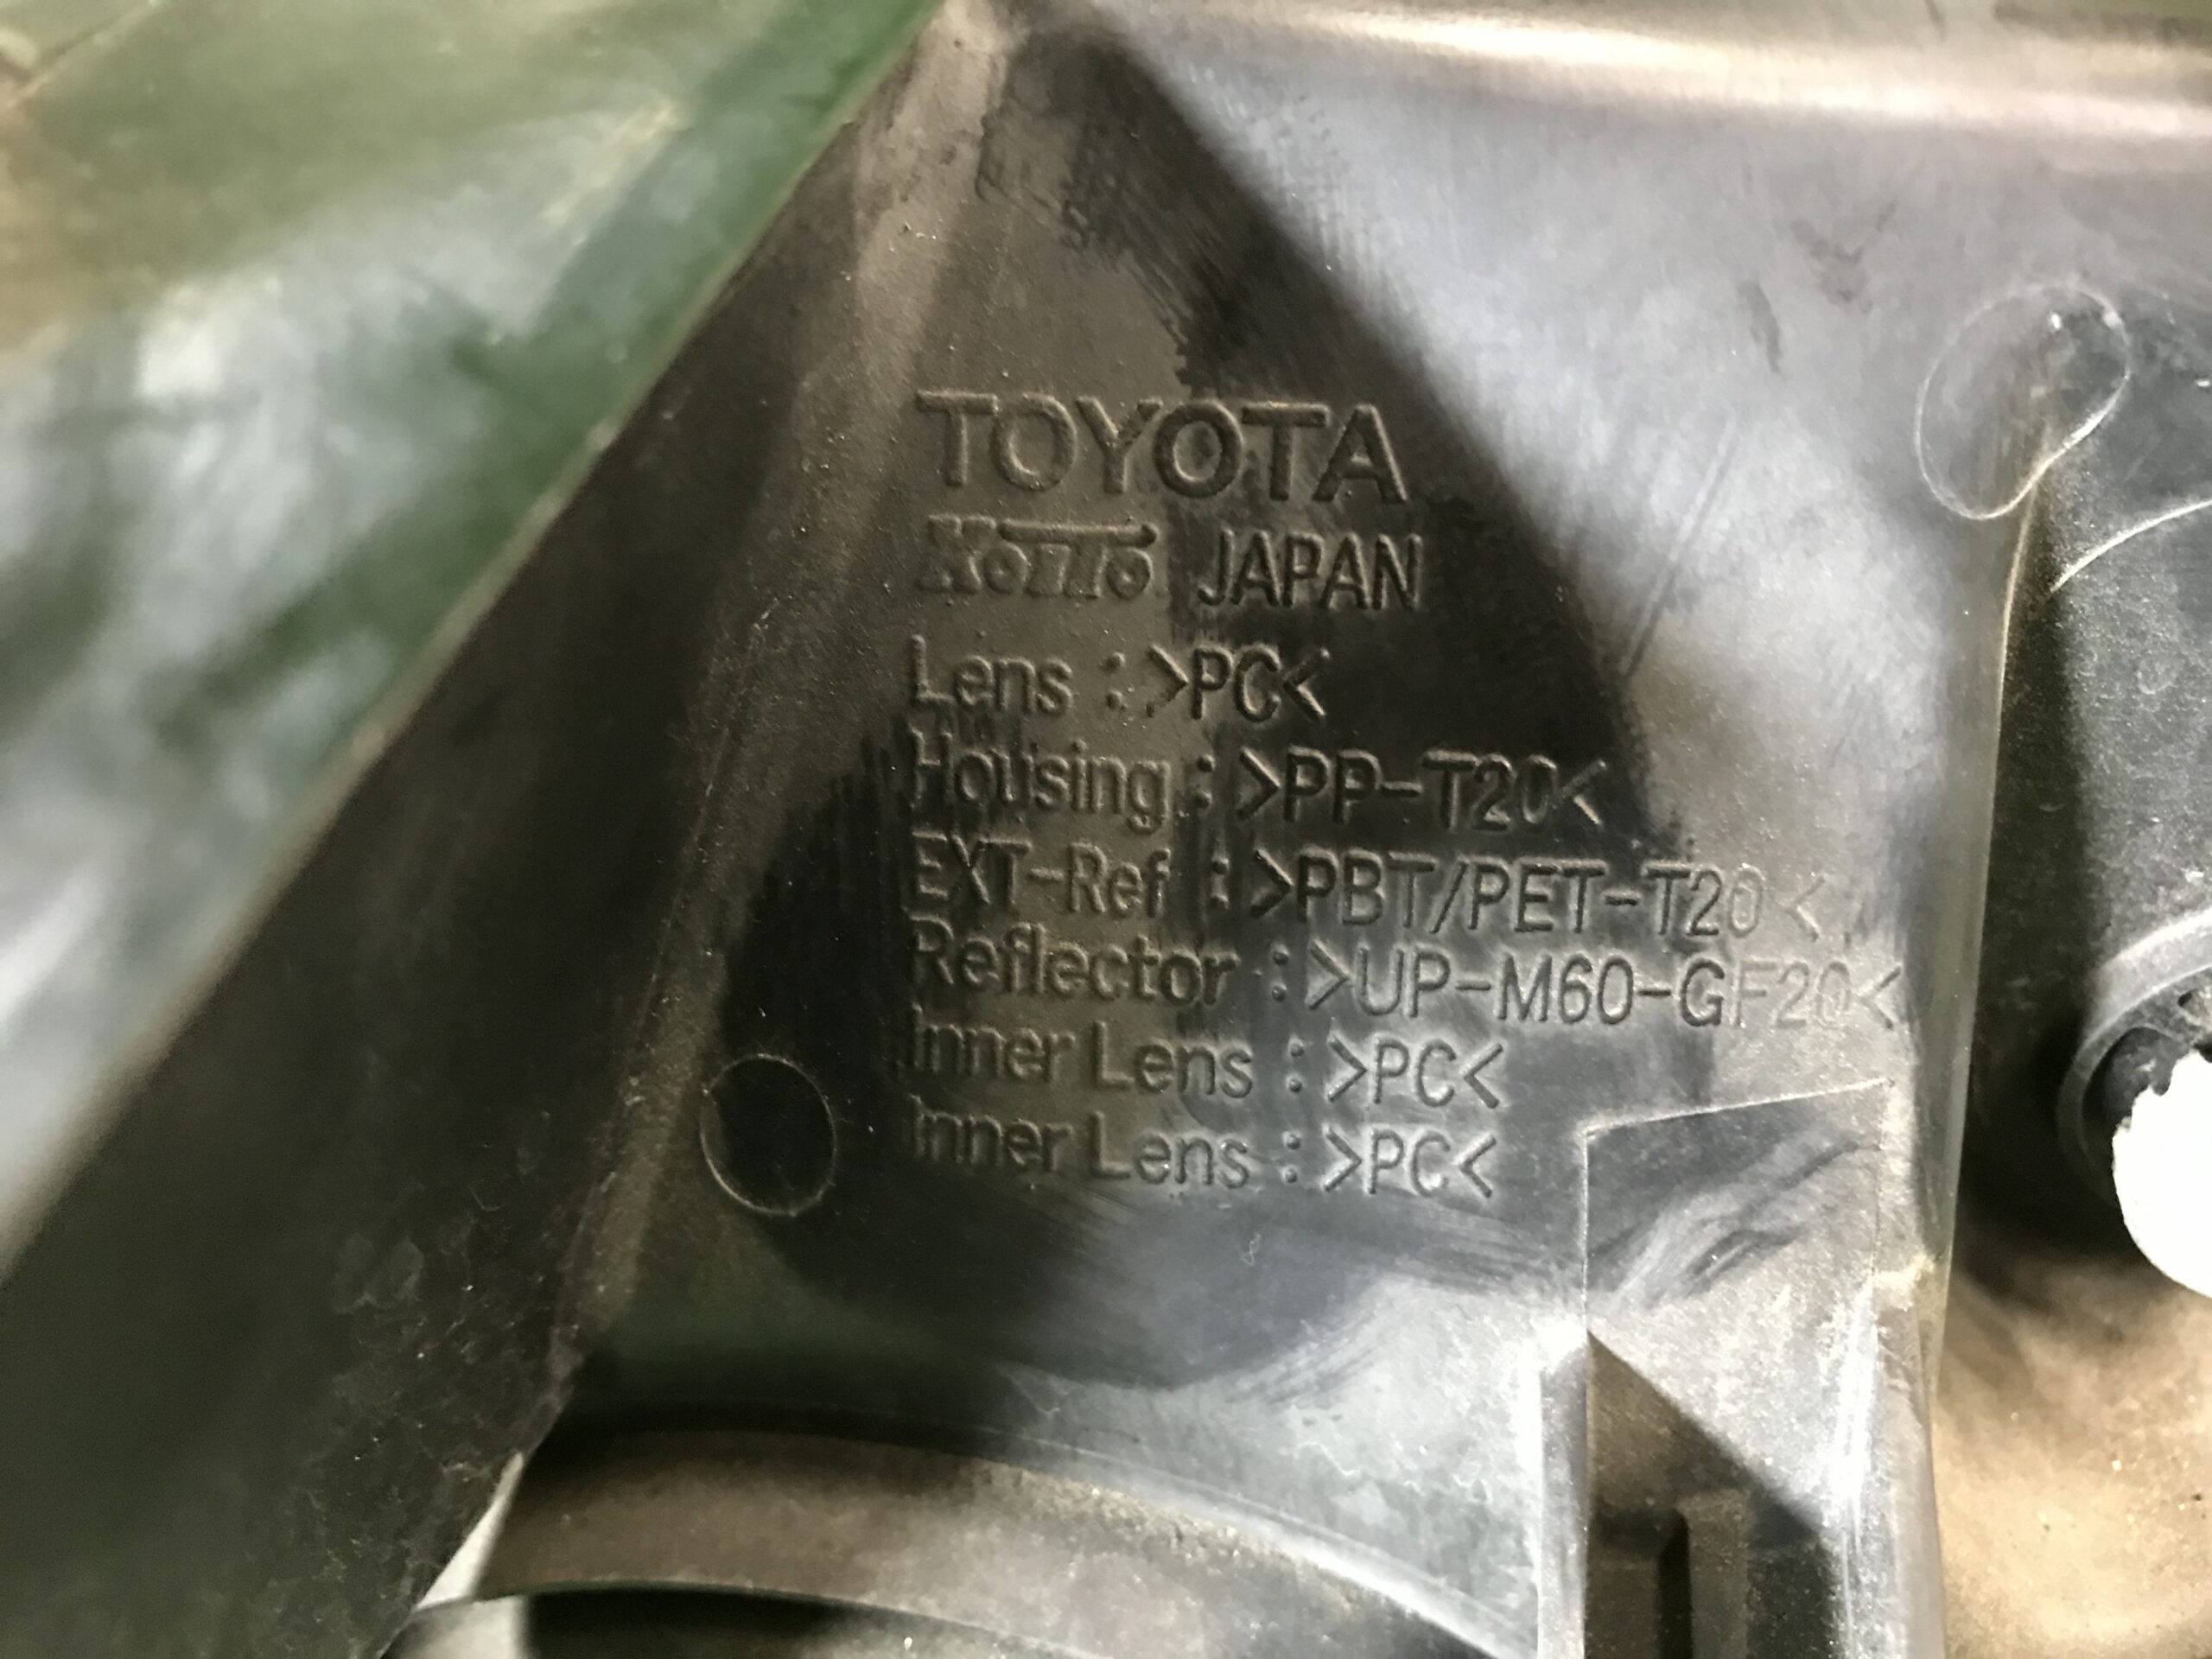 TOYOTA
KOITO JAPAN
Lens : >PC<
Housing : >PP-T20<
EXT-Ref : >PBT/PET-T20<
Reflector : >UP-M60-GF20<
Inner Lens : >PC<
Inner Lens : >PC<